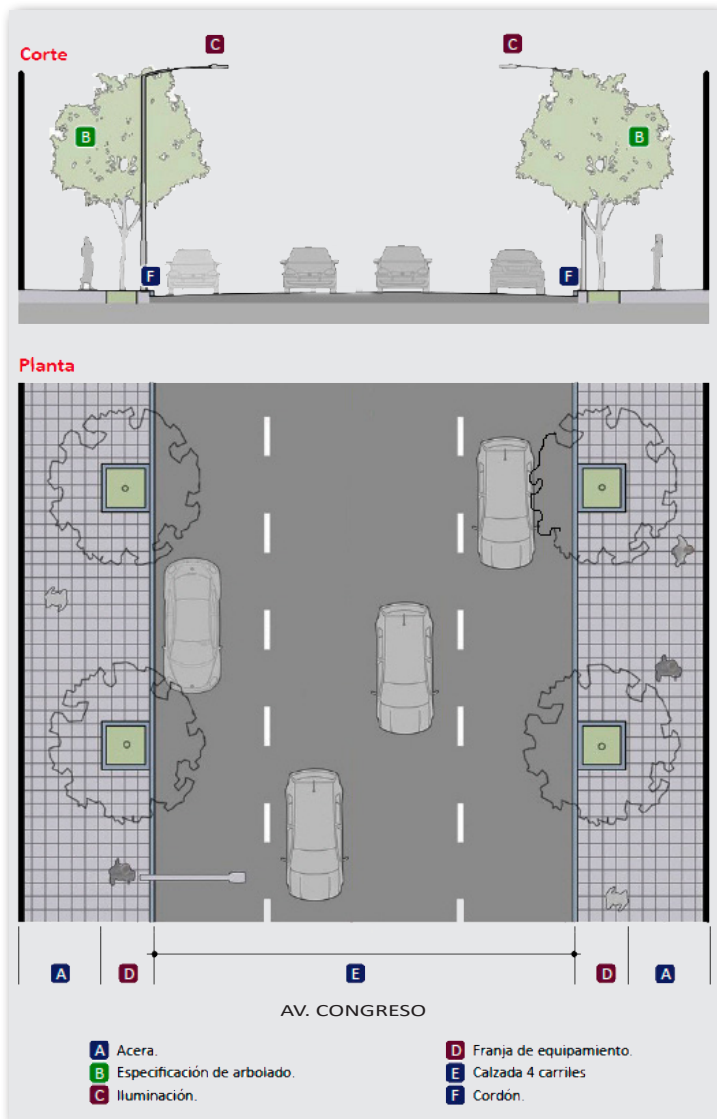 Corte
C
C
B
B
F
F
Planta
A
D
E
D
A
AV. CONGRESO
A Acera.
B Especificación de arbolado.
C Iluminación.
D Franja de equipamiento.
E Calzada 4 carriles
F Cordón.